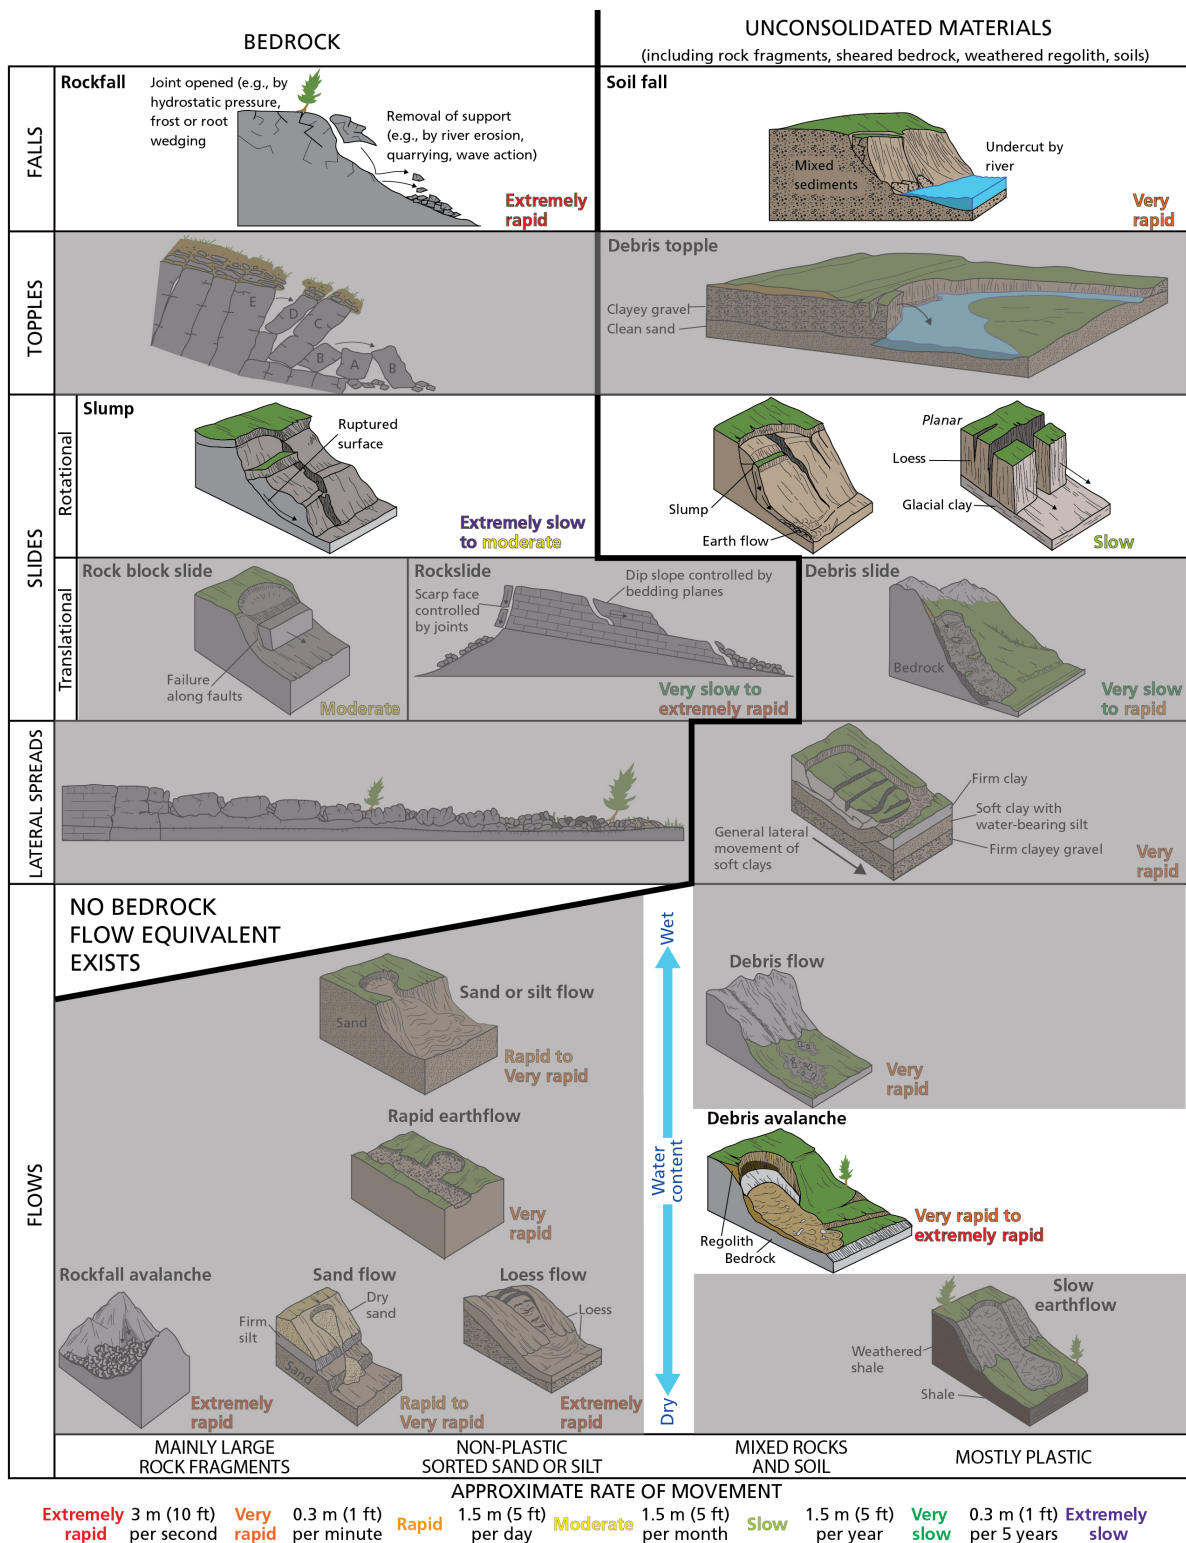 BEDROCK
UNCONSOLIDATED MATERIALS
(including rock fragments, sheared bedrock, weathered regolith, soils)
FALLS
Rockfall
Joint opened (e.g., by
hydrostatic pressure,
frost or root
wedging
Removal of support
(e.g., by river erosion,
quarrying, wave action)
Extremely
rapid
Soil fall
Mixed
sediments
Undercut by
river
Very
rapid
TOPPLES
E
D
C
B
A
B
Debris topple
Clayey gravel
Clean sand
SLIDES
Rotational
Slump
Ruptured
surface
Extremely slow
to moderate
Slump
Earth flow
Planar
Loess
Glacial clay
Slow
Translational
Rock block slide
Failure
along faults
Moderate
Rockslide
Scarp face
controlled
by joints
Dip slope controlled by
bedding planes
Very slow to
extremely rapid
Debris slide
Bedrock
Very slow
to rapid
LATERAL SPREADS
Firm clay
Soft clay with
water-bearing silt
Firm clayey gravel
General lateral
movement of
soft clays
Very
rapid
FLOWS
NO BEDROCK
FLOW EQUIVALENT
EXISTS
Sand or silt flow
Sand
Rapid to
Very rapid
Rapid earthflow
Very
rapid
Rockfall avalanche
Extremely
rapid
Sand flow
Dry
sand
Firm
silt
Sand
Rapid to
Very rapid
Loess flow
Loess
Extremely
rapid
Wet
Water
content
Dry
Debris flow
Very
rapid
Debris avalanche
Regolith
Bedrock
Very rapid to
extremely rapid
Slow
earthflow
Weathered
shale
Shale
MAINLY LARGE
ROCK FRAGMENTS
NON-PLASTIC
SORTED SAND OR SILT
MIXED ROCKS
AND SOIL
MOSTLY PLASTIC
APPROXIMATE RATE OF MOVEMENT
Extremely
rapid
3 m (10 ft)
per second
Very
rapid
0.3 m (1 ft)
per minute
Rapid
1.5 m (5 ft)
per day
Moderate
1.5 m (5 ft)
per month
Slow
1.5 m (5 ft)
per year
Very
slow
0.3 m (1 ft)
per 5 years
Extremely
slow